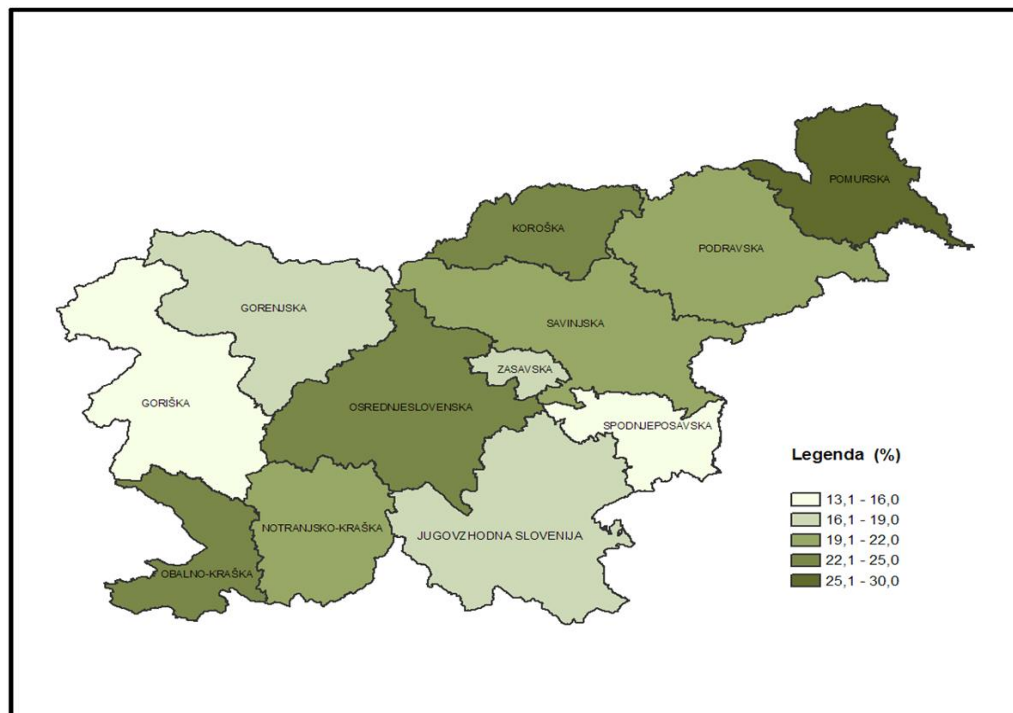 POMURSKA
KOROŠKA
PODRAVSKA
GORENJSKA
SAVINJSKA
ZASAVSKA
GORIŠKA
OSREDNJESLOVENSKA
SPODNJEPOSAVSKA
NOTRANJSKO-KRAŠKA
JUGOVZHODNA SLOVENIJA
OBALNO-KRAŠKA
Legenda (%)
13,1 - 16,0
16,1 - 19,0
19,1 - 22,0
22,1 - 25,0
25,1 - 30,0